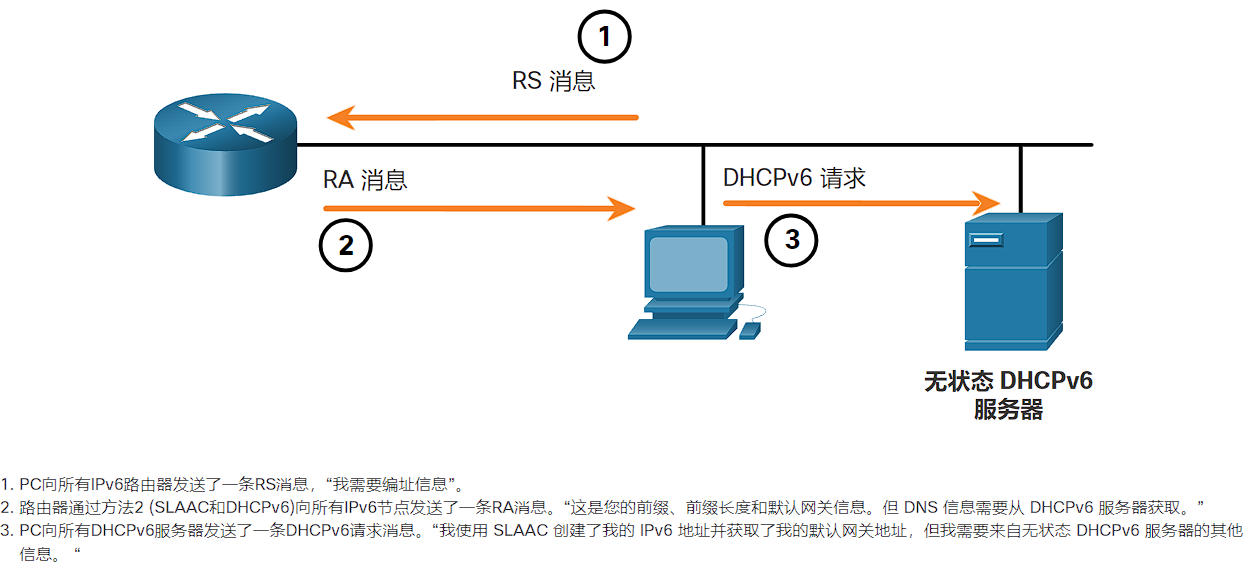 1
RS 消息
RA 消息
DHCPv6 请求
2
3
无状态 DHCPv6
服务器
1. PC向所有IPv6路由器发送了一条RS消息，“我需要编址信息”。
2. 路由器通过方法2 (SLAAC和DHCPv6)向所有IPv6节点发送了一条RA消息。“这是您的前缀、前缀长度和默认网关信息。但 DNS 信息需要从 DHCPv6 服务器获取。”
3. PC向所有DHCPv6服务器发送了一条DHCPv6请求消息。“我使用 SLAAC 创建了我的 IPv6 地址并获取了我的默认网关地址，但我需要来自无状态 DHCPv6 服务器的其他
信息。“